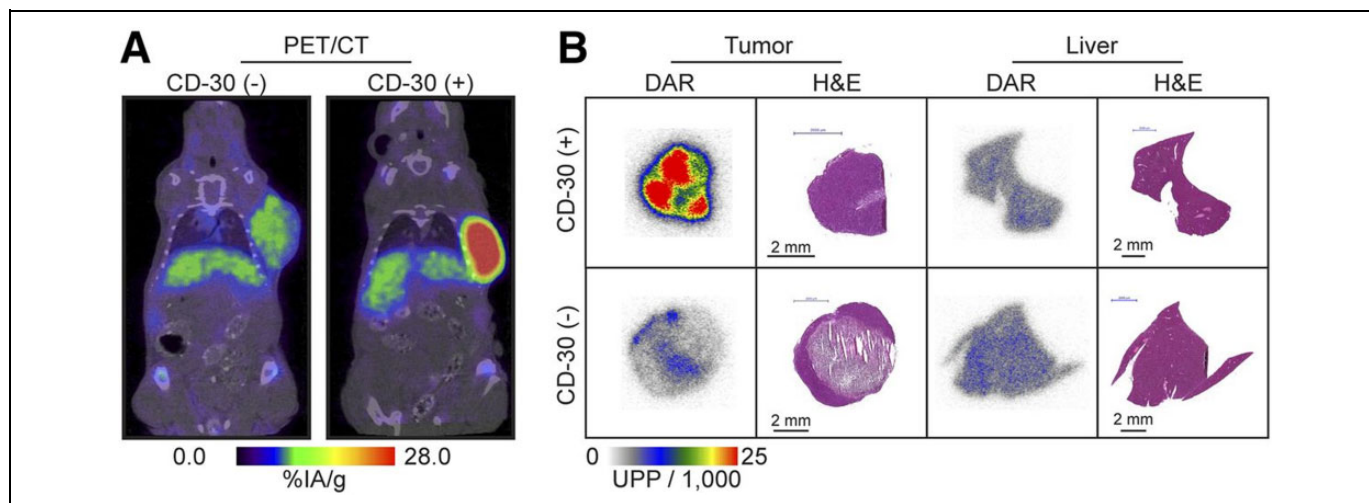 A
PET/CT
CD-30 (-)
CD-30 (+)
0.0
28.0
%IA/g
B
Tumor
Liver
DAR
H&E
DAR
H&E
CD-30 (+)
2 mm
2 mm
CD-30 (-)
2 mm
2 mm
0
25
UPP / 1,000